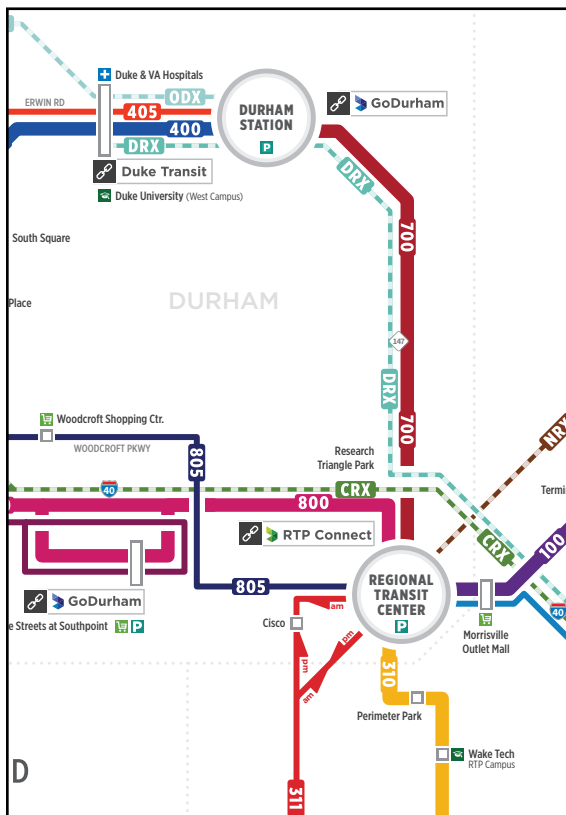 Duke & VA Hospitals
ODX
ERWIN RD
405
400
DRX
DURHAM
STATION
P
GoDurham
Duke Transit
Duke University (West Campus)
DRX
700
South Square
Place
DURHAM
147
DRX
700
Woodcroft Shopping Ctr.
WOODCROFT PKWY
805
Research
Triangle Park
NRX
40
CRX
Termi
800
RTP Connect
CRX
100
805
REGIONAL
TRANSIT
CENTER
P
GoDurham
e Streets at Southpoint
P
am
Cisco
pm
pm
am
40
Morrisville
Outlet Mall
310
Perimeter Park
Wake Tech
RTP Campus
D
311